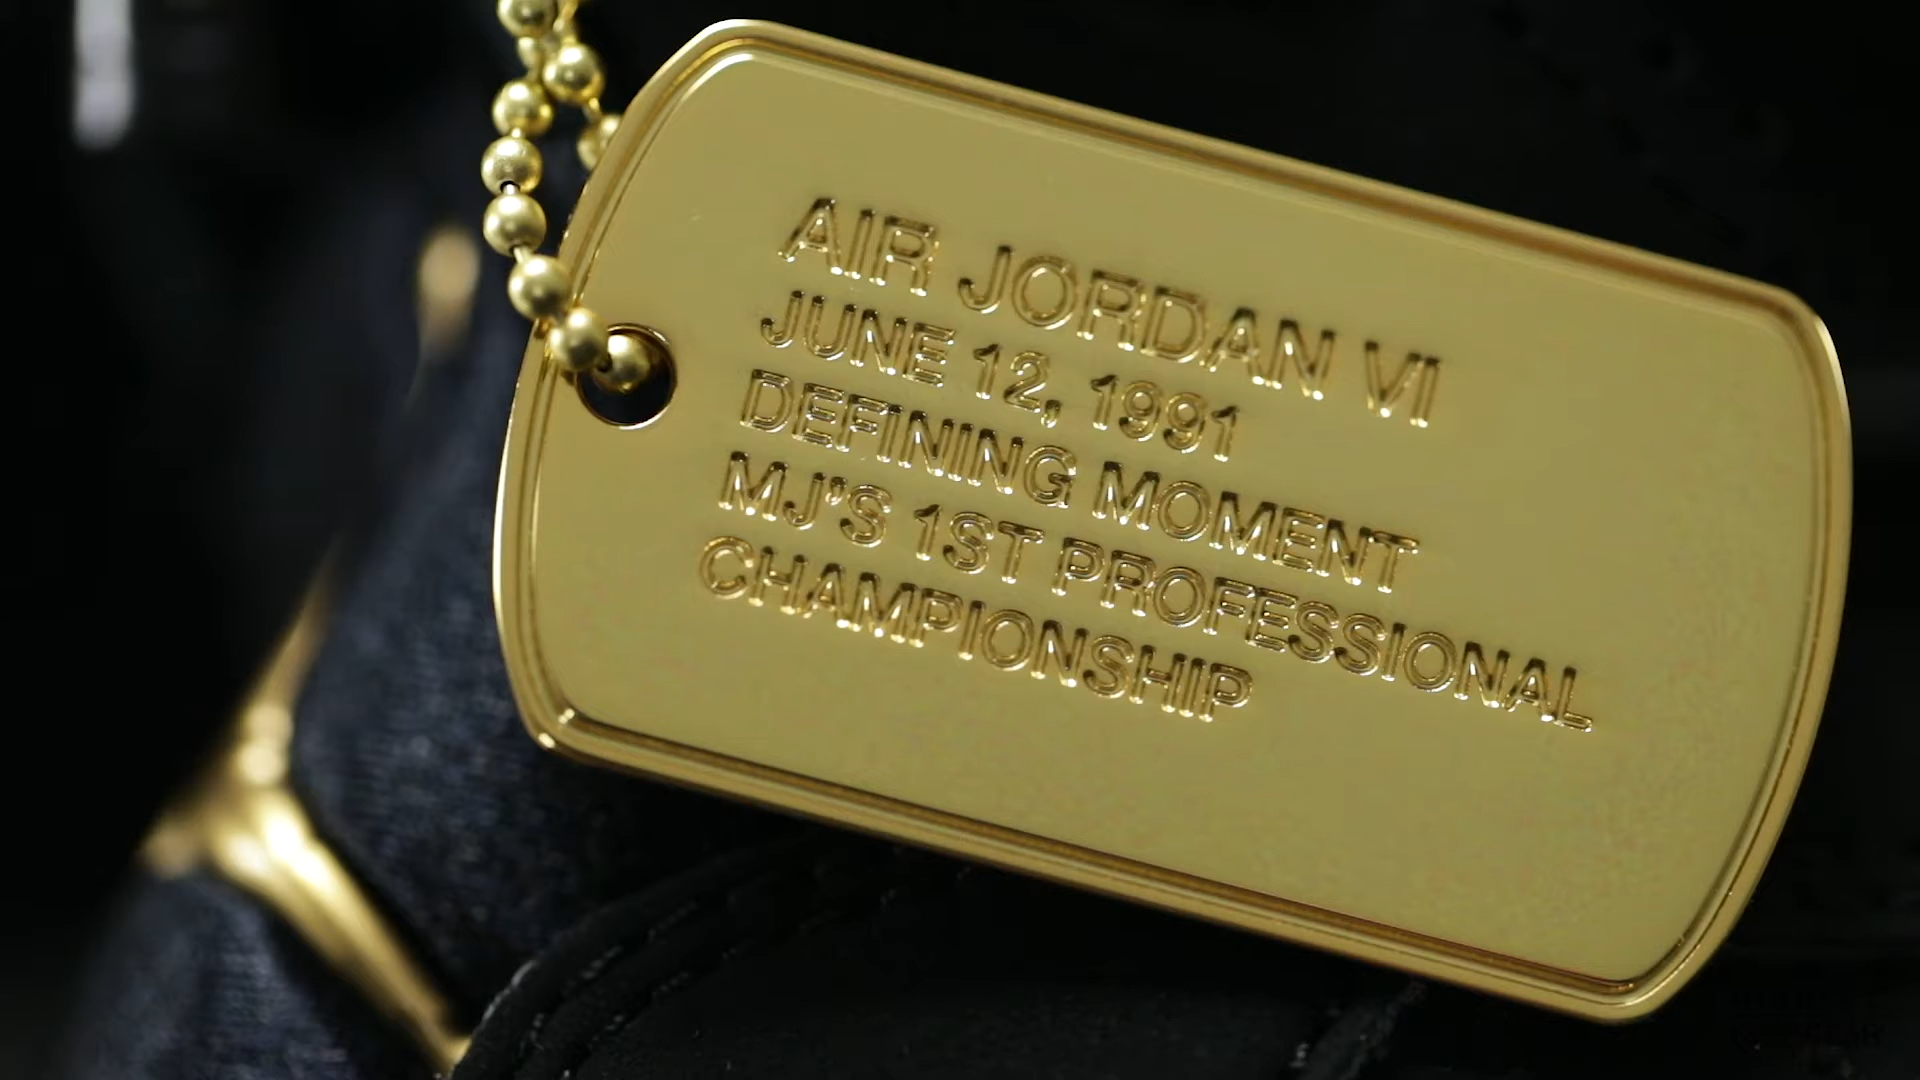 AIR JORDAN VI
JUNE 12, 1991
DEFINING MOMENT
MJ'S 1ST PROFESSIONAL
CHAMPIONSHIP